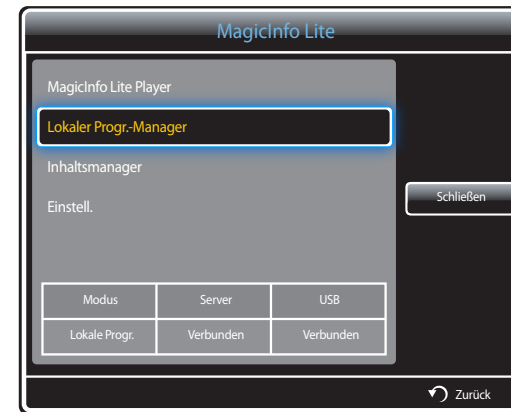 MagicInfo Lite
MagicInfo Lite Player
Lokaler Progr.-Manager
Inhaltsmanager
Einstell.
Schließen
Modus Server USB
Lokale Progr. Verbunden Verbunden
Zurück